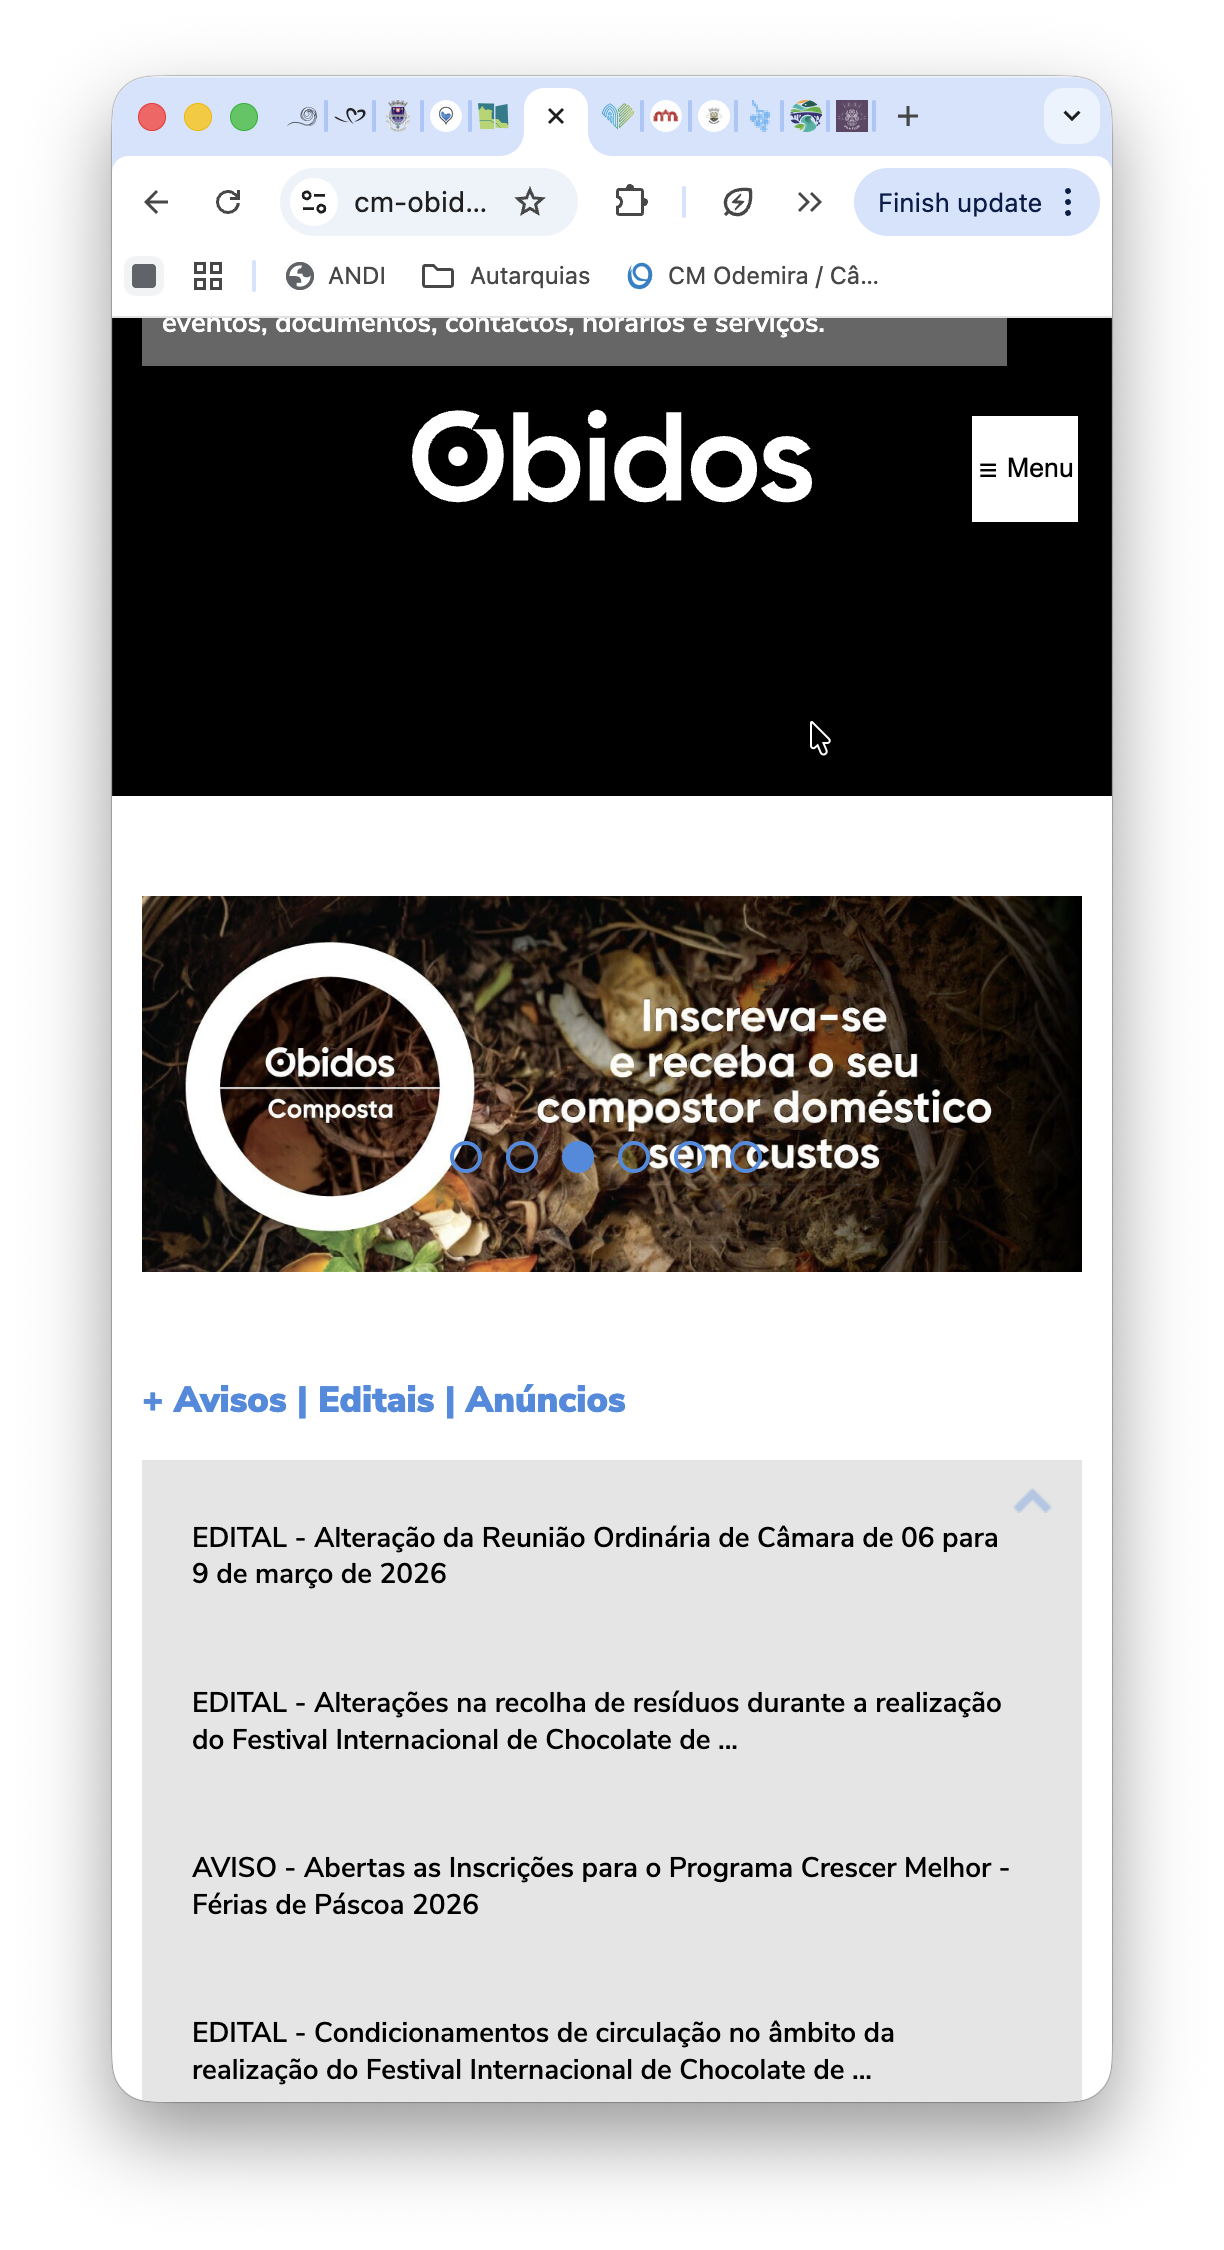 cm-obid...
Finish update
ANDI
Autarquias
CM Odemira / Câ...
eventos, documentos, contactos, horários e serviços.
Óbidos
≡ Menu
Inscreva-se
e receba o seu
compostor doméstico
sem custos
Óbidos
Composta
+ Avisos | Editais | Anúncios
EDITAL - Alteração da Reunião Ordinária de Câmara de 06 para
9 de março de 2026
EDITAL - Alterações na recolha de resíduos durante a realização
do Festival Internacional de Chocolate de ...
AVISO - Abertas as Inscrições para o Programa Crescer Melhor -
Férias de Páscoa 2026
EDITAL - Condicionamentos de circulação no âmbito da
realização do Festival Internacional de Chocolate de ...